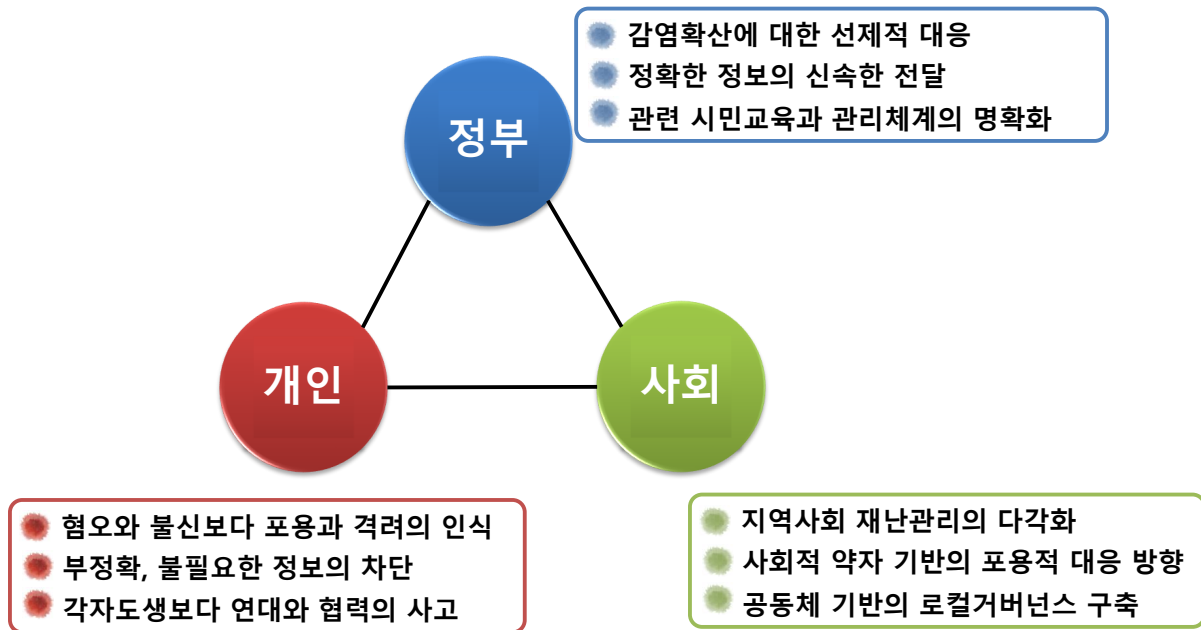 감염확산에 대한 선제적 대응
정확한 정보의 신속한 전달
관련 시민교육과 관리체계의 명확화
정부
개인
사회
혐오와 불신보다 포용과 격려의 인식
부정확, 불필요한 정보의 차단
각자도생보다 연대와 협력의 사고
지역사회 재난관리의 다각화
사회적 약자 기반의 포용적 대응 방향
공동체 기반의 로컬거버넌스 구축